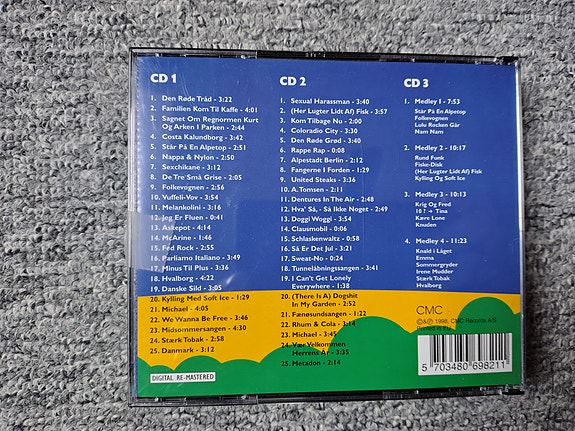 CD 1
1. Den Røde Tråd - 3:22
2. Familien Kom Til Kaffe - 4:01
3. Sagnet Om Regnormen Kurt
Og Arken I Parken - 2:44
4. Costa Kalundborg - 3:42
5. Står På En Alpetop - 2:51
6. Nappa & Nylon - 2:50
7. Sexchikane - 3:12
8. De Tre Små Grise - 2:05
9. Folkevognen - 2:56
10. Vuffeli-Vov - 3:54
11. Melankolini - 3:16
12. Jeg Er Fluen - 0:41
13. Askepot - 4:14
14. McArine - 1:46
15. Fed Rock - 2:55
16. Parliamo Italiano - 3:49
17. Minus Til Plus - 3:36
18. Hvalborg - 4:22
19. Danske Sild - 3:05
20. Kylling Med Soft Ice - 1:29
21. Michael - 4:05
22. We Wanna Be Free - 3:46
23. Midsommersangen - 4:30
24. Stærk Tobak - 2:58
25. Danmark - 3:12
DIGITAL RE-MASTERED
CD 2
1. Sexual Harassman - 3:40
2. (Her Lugter Lidt Af) Fisk - 3:57
3. Kom Tilbage Nu - 2:00
4. Coloradio City - 3:30
5. Den Røde Grød - 3:40
6. Rappe Rap - 0:08
7. Alpestadt Berlin - 2:12
8. Fangerne I Forden - 1:29
9. United Steaks - 3:36
10. A. Tomsen - 2:11
11. Dentures In The Air - 2:48
12. Hva' Så, - Så Ikke Noget - 2:49
13. Doggi Woggi - 3:54
14. Clausmobil - 0:06
15. Schlaskenwaltz - 0:58
16. Så Er Det Jul - 3:21
17. Sweat-No - 0:24
18. Tunnelåbningssangen - 3:41
19. I Can't Get Lonely
Everywhere - 1:38
20. (There Is A) Dogshit
In My Garden - 2:52
21. Fænøsundsangen - 1:22
22. Rhum & Cola - 3:14
23. Michael - 3:45
24. Vær Velkommen
Herrens År - 3:35
25. Metadon - 2:14
CD 3
1. Medley 1 - 7:53
Står På En Alpetop
Folkevognen
Lulu Rocken Går
Nam Nam
2. Medley 2 - 10:17
Rund Funk
Fiske-Disk
(Her Lugter Lidt Af) Fisk
Kylling Og Soft Ice
3. Medley 3 - 10:13
Krig Og Fred
10 ? → Tina
Kære Lone
Knuden
4. Medley 4 - 11:23
Knald I Låget
Emma
Sommergryder
Irene Mudder
Stærk Tobak
Hvalborg
CMC
©&℗ 1998, CMC Records A/S
Printed in EU
5 703480 698211